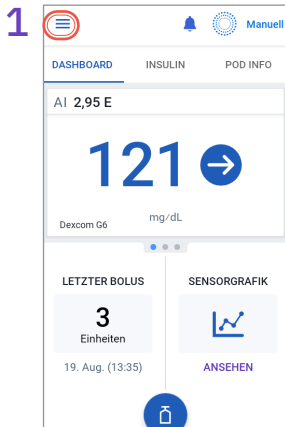 1
Manuell
DASHBOARD INSULIN POD INFO
AI 2,95 E
121
mg/dL
Dexcom G6
LETZTER BOLUS SENSORGRAFIK
3
Einheiten
19. Aug. (13:35) ANSEHEN